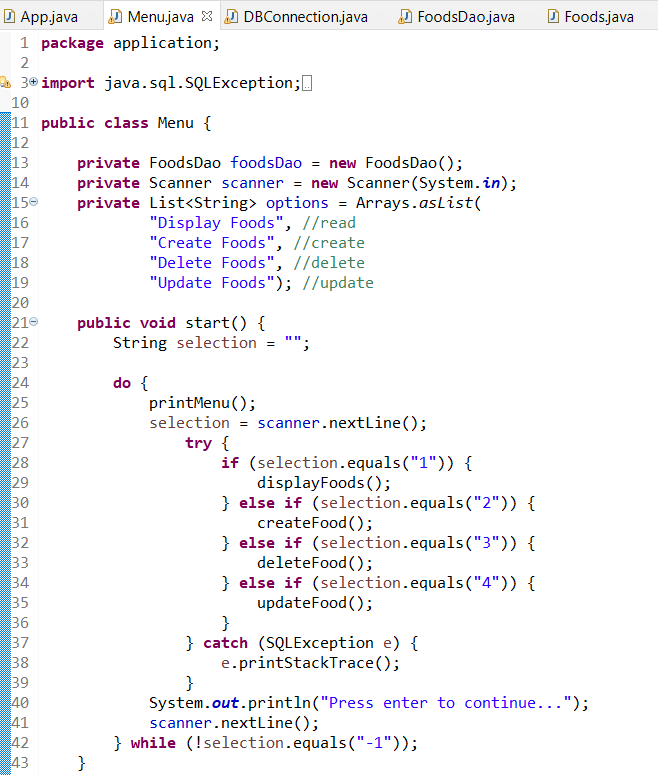 App.java Menu.java DBConnection.java FoodsDao.java Foods.java
1 package application;
2
3 import java.sql.SQLException;
10
11 public class Menu {
12
13     private FoodsDao foodsDao = new FoodsDao();
14     private Scanner scanner = new Scanner(System.in);
15     private List<String> options = Arrays.asList(
16             "Display Foods", //read
17             "Create Foods", //create
18             "Delete Foods", //delete
19             "Update Foods"); //update
20
21     public void start() {
22         String selection = "";
23
24         do {
25             printMenu();
26             selection = scanner.nextLine();
27                 try {
28                     if (selection.equals("1")) {
29                         displayFoods();
30                     } else if (selection.equals("2")) {
31                         createFood();
32                     } else if (selection.equals("3")) {
33                         deleteFood();
34                     } else if (selection.equals("4")) {
35                         updateFood();
36                     }
37                 } catch (SQLException e) {
38                     e.printStackTrace();
39                 }
40             System.out.println("Press enter to continue...");
41             scanner.nextLine();
42         } while (!selection.equals("-1"));
43     }